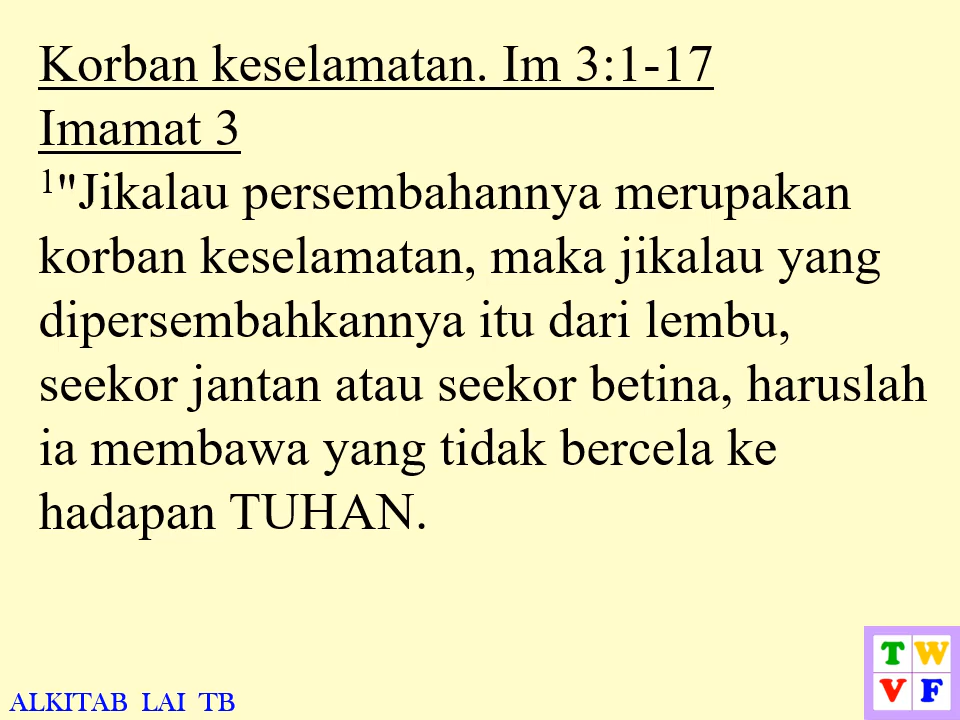 Korban keselamatan. Im 3:1-17
Imamat 3
1"Jikalau persembahannya merupakan
korban keselamatan, maka jikalau yang
dipersembahkannya itu dari lembu,
seekor jantan atau seekor betina, haruslah
ia membawa yang tidak bercela ke
hadapan TUHAN.
ALKITAB LAI TB
T W
V F